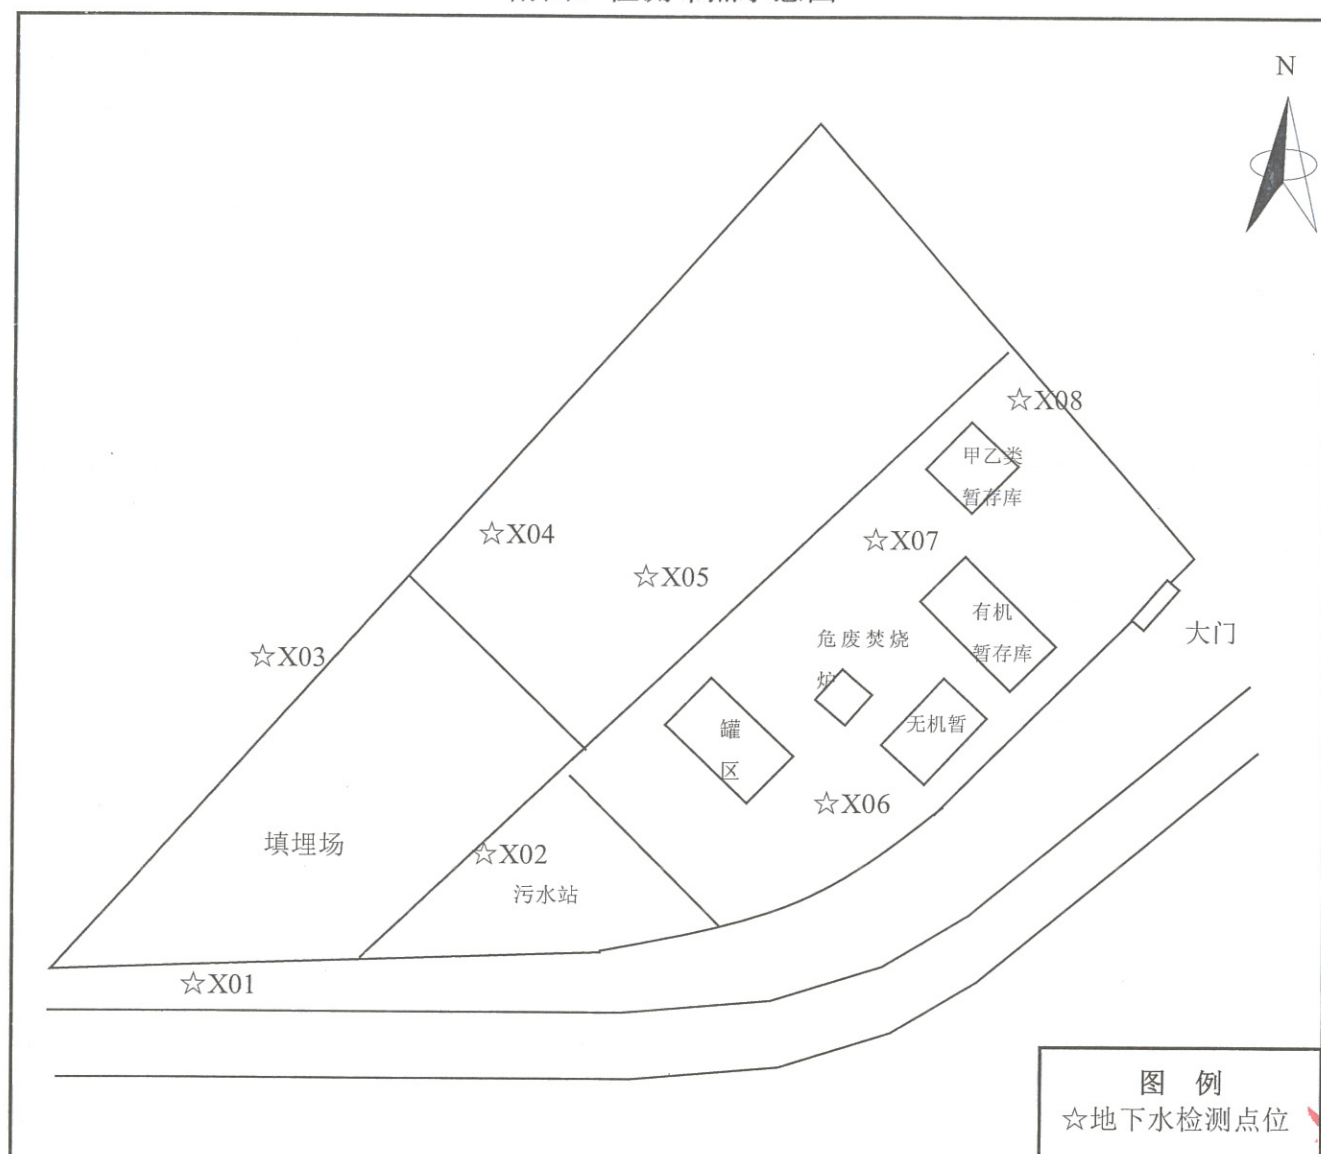 N
☆X08
甲乙类
暂存库
☆X04
☆X07
☆X05
有机
暂存库
危废焚烧
炉
大门
☆X03
罐
区
无机暂
☆X06
填埋场
☆X02
污水站
☆X01
图 例
☆地下水检测点位